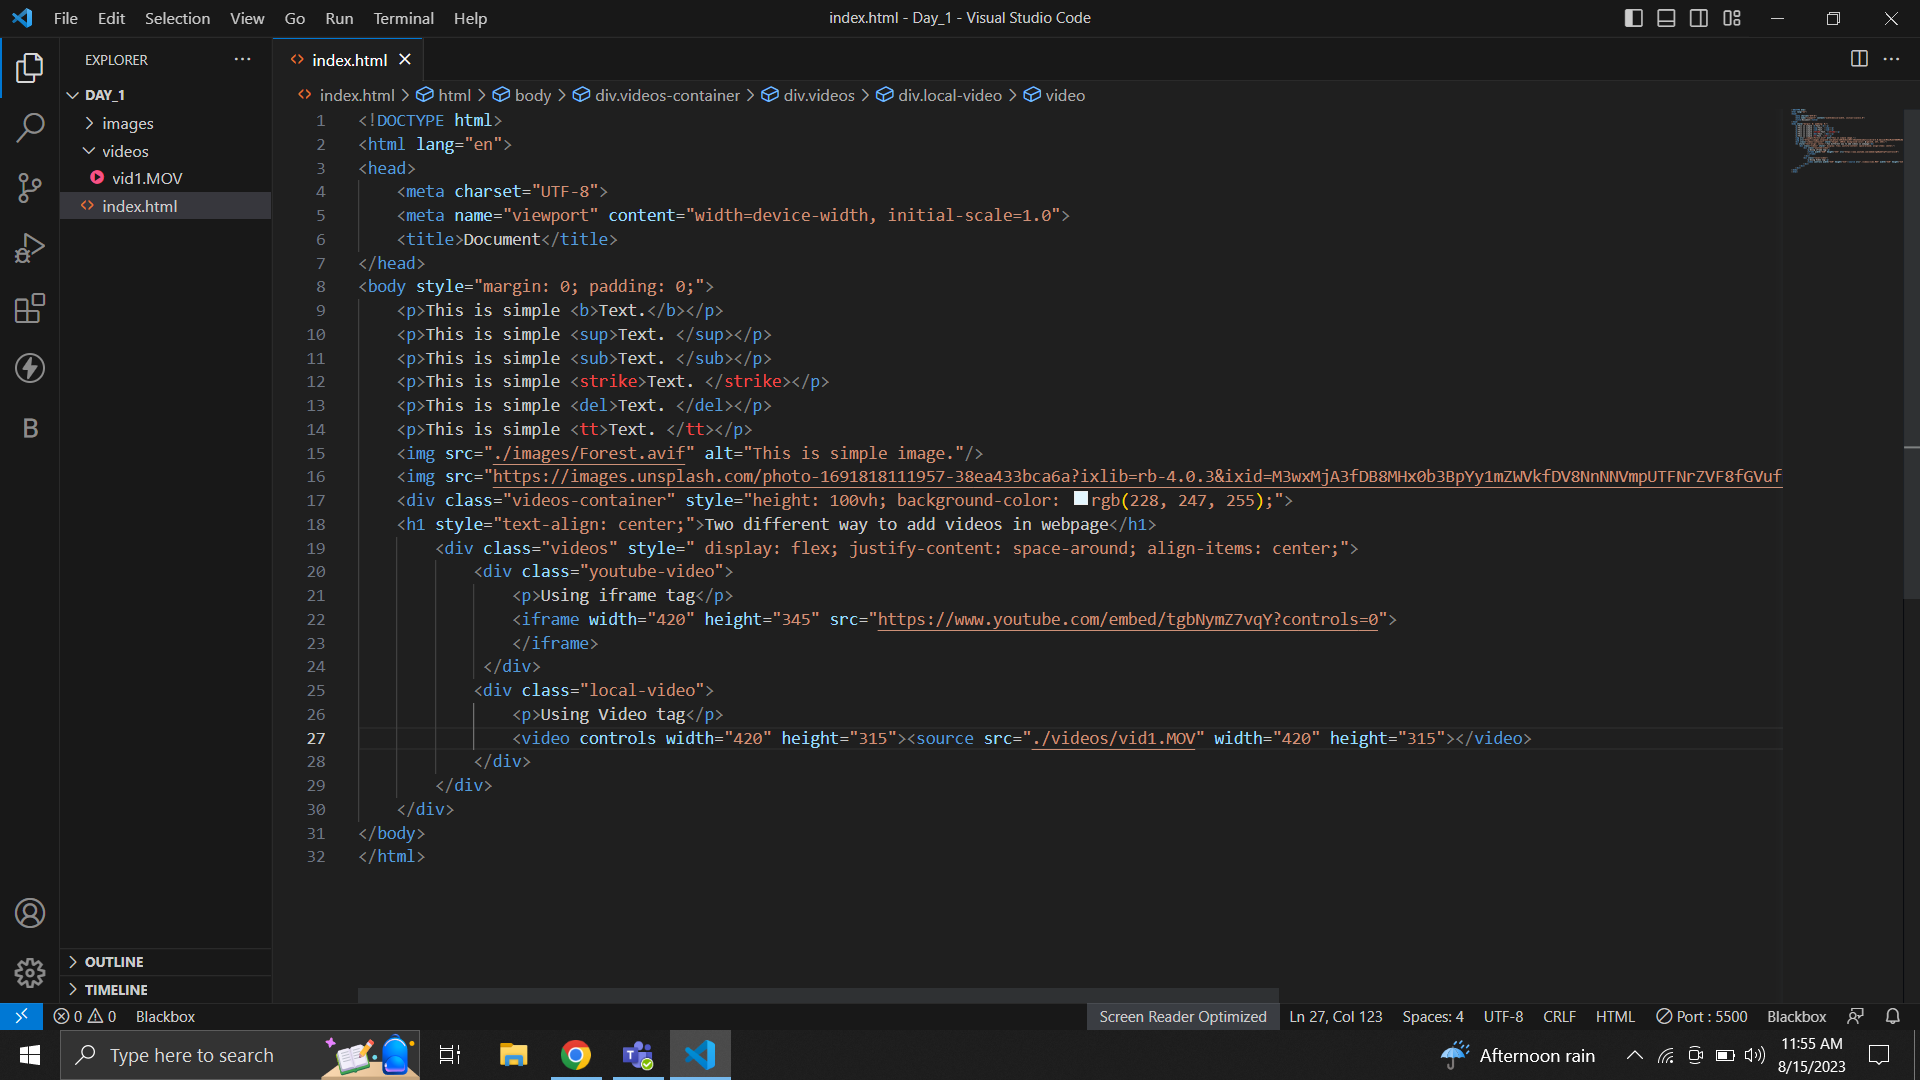 File Edit Selection View Go Run Terminal Help
index.html - Day_1 - Visual Studio Code
EXPLORER
DAY_1
images
videos
vid1.MOV
index.html
OUTLINE
TIMELINE
index.html
index.html > html > body > div.videos-container > div.videos > div.local-video > video
1 <!DOCTYPE html>
2 <html lang="en">
3 <head>
4 <meta charset="UTF-8">
5 <meta name="viewport" content="width=device-width, initial-scale=1.0">
6 <title>Document</title>
7 </head>
8 <body style="margin: 0; padding: 0;">
9 <p>This is simple <b>Text.</b></p>
10 <p>This is simple <sup>Text. </sup></p>
11 <p>This is simple <sub>Text. </sub></p>
12 <p>This is simple <strike>Text. </strike></p>
13 <p>This is simple <del>Text. </del></p>
14 <p>This is simple <tt>Text. </tt></p>
15 <img src="./images/Forest.avif" alt="This is simple image."/>
16 <img src="https://images.unsplash.com/photo-1691818111957-38ea433bca6a?ixlib=rb-4.0.3&ixid=M3wxMjA3fDB8MHx0b3BpYy1mZWVkfDV8NnNNVmpUTFNrZVF8fGVuf
17 <div class="videos-container" style="height: 100vh; background-color: rgb(228, 247, 255);">
18 <h1 style="text-align: center;">Two different way to add videos in webpage</h1>
19 <div class="videos" style=" display: flex; justify-content: space-around; align-items: center;">
20 <div class="youtube-video">
21 <p>Using iframe tag</p>
22 <iframe width="420" height="345" src="https://www.youtube.com/embed/tgbNymZ7vqY?controls=0">
23 </iframe>
24 </div>
25 <div class="local-video">
26 <p>Using Video tag</p>
27 <video controls width="420" height="315"><source src="./videos/vid1.MOV" width="420" height="315"></video>
28 </div>
29 </div>
30 </div>
31 </body>
32 </html>
0 0 Blackbox
Screen Reader Optimized Ln 27, Col 123 Spaces: 4 UTF-8 CRLF HTML Port : 5500 Blackbox
Type here to search
Afternoon rain
11:55 AM
8/15/2023